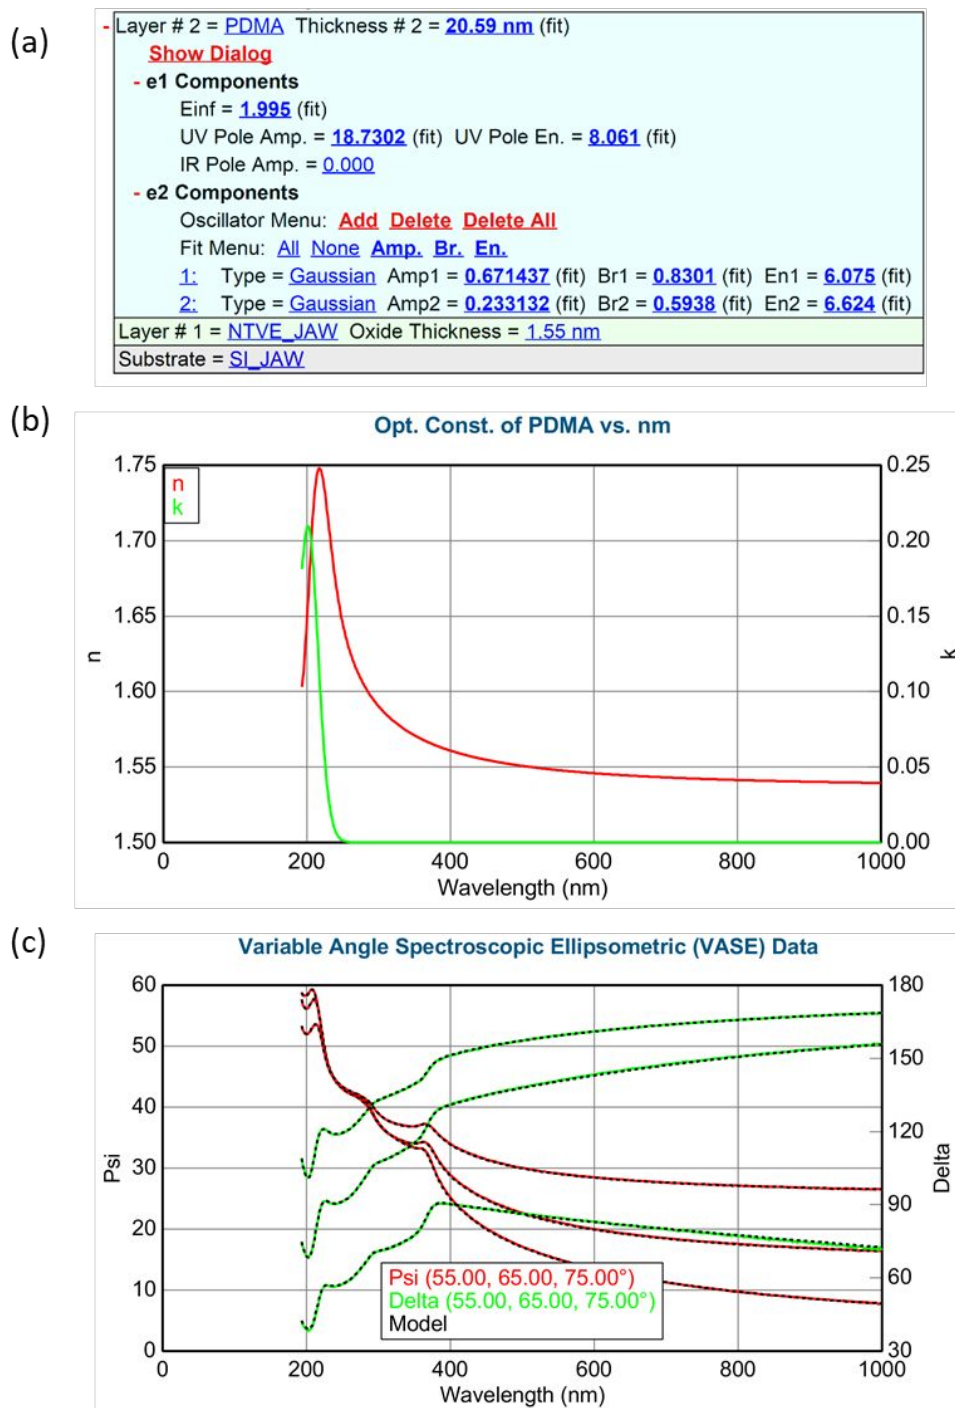 (a)
- Layer # 2 = PDMA Thickness # 2 = 20.59 nm (fit)
Show Dialog
- e1 Components
Einf = 1.995 (fit)
UV Pole Amp. = 18.7302 (fit) UV Pole En. = 8.061 (fit)
IR Pole Amp. = 0.000
- e2 Components
Oscillator Menu: Add Delete Delete All
Fit Menu: All None Amp. Br. En.
1: Type = Gaussian Amp1 = 0.671437 (fit) Br1 = 0.8301 (fit) En1 = 6.075 (fit)
2: Type = Gaussian Amp2 = 0.233132 (fit) Br2 = 0.5938 (fit) En2 = 6.624 (fit)
Layer # 1 = NTVE_JAW Oxide Thickness = 1.55 nm
Substrate = SI_JAW
(b)
Opt. Const. of PDMA vs. nm
n
k
1.75
1.70
1.65
1.60
1.55
1.50
n
0.25
0.20
0.15
0.10
0.05
0.00
k
0 200 400 600 800 1000
Wavelength (nm)
(c)
Variable Angle Spectroscopic Ellipsometric (VASE) Data
60
50
40
30
20
10
0
Psi
180
150
120
90
60
30
Delta
Psi (55.00, 65.00, 75.00°)
Delta (55.00, 65.00, 75.00°)
Model
0 200 400 600 800 1000
Wavelength (nm)